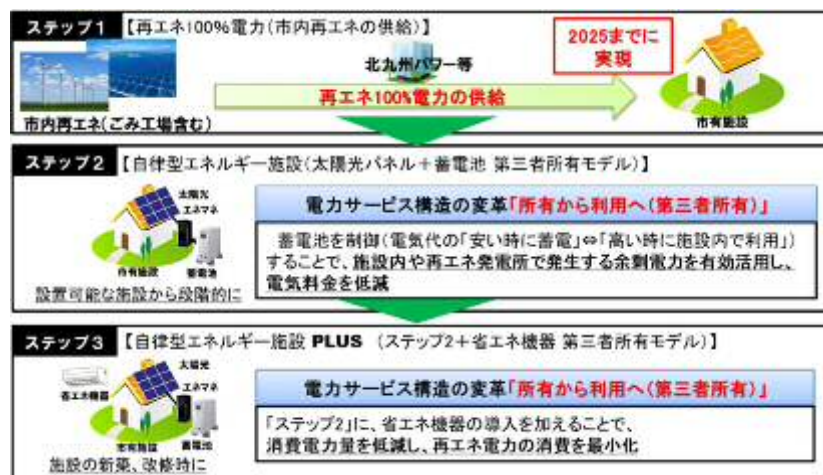 ステップ1 【再エネ100%電力(市内再エネの供給)】
2025までに
実現
北九州パワー等
再エネ100%電力の供給
市内再エネ(ごみ工場含む)
市有施設
ステップ2 【自律型エネルギー施設(太陽光パネル+蓄電池 第三者所有モデル)】
太陽光
エネマネ
市有施設
蓄電池
設置可能な施設から段階的に
電力サービス構造の変革「所有から利用へ(第三者所有)」
蓄電池を制御(電気代の「安い時に蓄電」⇔「高い時に施設内で利用」)
することで、施設内や再エネ発電所で発生する余剰電力を有効活用し、
電気料金を低減
ステップ3 【自律型エネルギー施設 PLUS (ステップ2+省エネ機器 第三者所有モデル)】
太陽光
省エネ機器
エネマネ
市有施設
蓄電池
施設の新築、改修時に
電力サービス構造の変革「所有から利用へ(第三者所有)」
「ステップ2」に、省エネ機器の導入を加えることで、
消費電力量を低減し、再エネ電力の消費を最小化